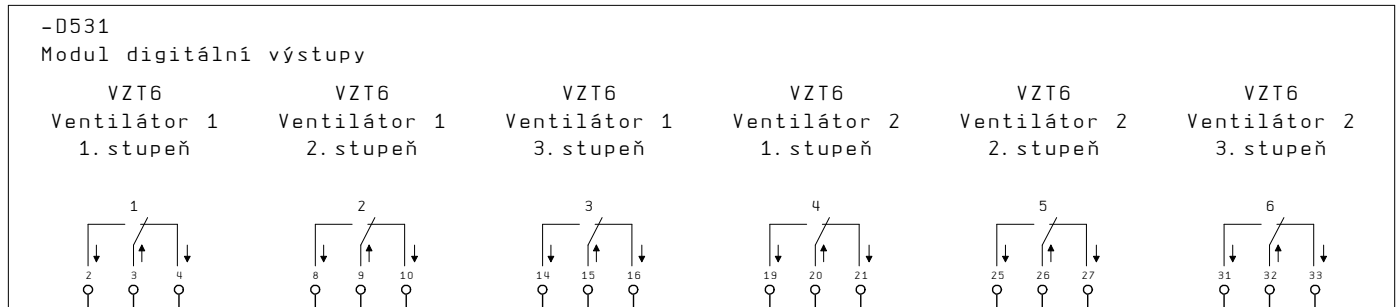 -D531
Modul digitální výstupy
VZT6 VZT6 VZT6 VZT6 VZT6 VZT6
Ventilátor 1 Ventilátor 1 Ventilátor 1 Ventilátor 2 Ventilátor 2 Ventilátor 2
1. stupeň 2. stupeň 3. stupeň 1. stupeň 2. stupeň 3. stupeň
1 2 3 4 5 6
2 3 4 8 9 10 14 15 16 19 20 21 25 26 27 31 32 33